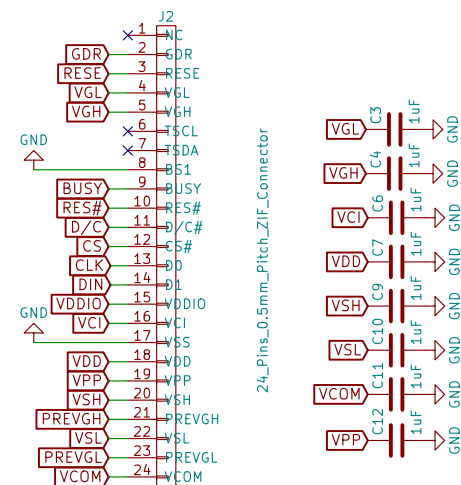 J2
1 NC
GDR 2 GDR
RESE 3 RESE
VGL 4 VGL
VGH 5 VGH
6 TSCL
7 TSDA
GND 8 BS1
BUSY 9 BUSY
RES# 10 RES#
D/C 11 D/C#
CS 12 CS#
CLK 13 D0
DIN 14 D1
VDDIO 15 VDDIO
VCI 16 VCI
GND 17 VSS
VDD 18 VDD
VPP 19 VPP
VSH 20 VSH
PREVGH 21 PREVGH
VSL 22 VSL
PREVGL 23 PREVGL
VCOM 24 VCOM
24_Pins_0.5mm_Pitch_ZIF_Connector
VGL C3 1uF GND
VGH C4 1uF GND
VCI C6 1uF GND
VDD C7 1uF GND
VSH C9 1uF GND
VSL C10 1uF GND
VCOM C11 1uF GND
VPP C12 1uF GND